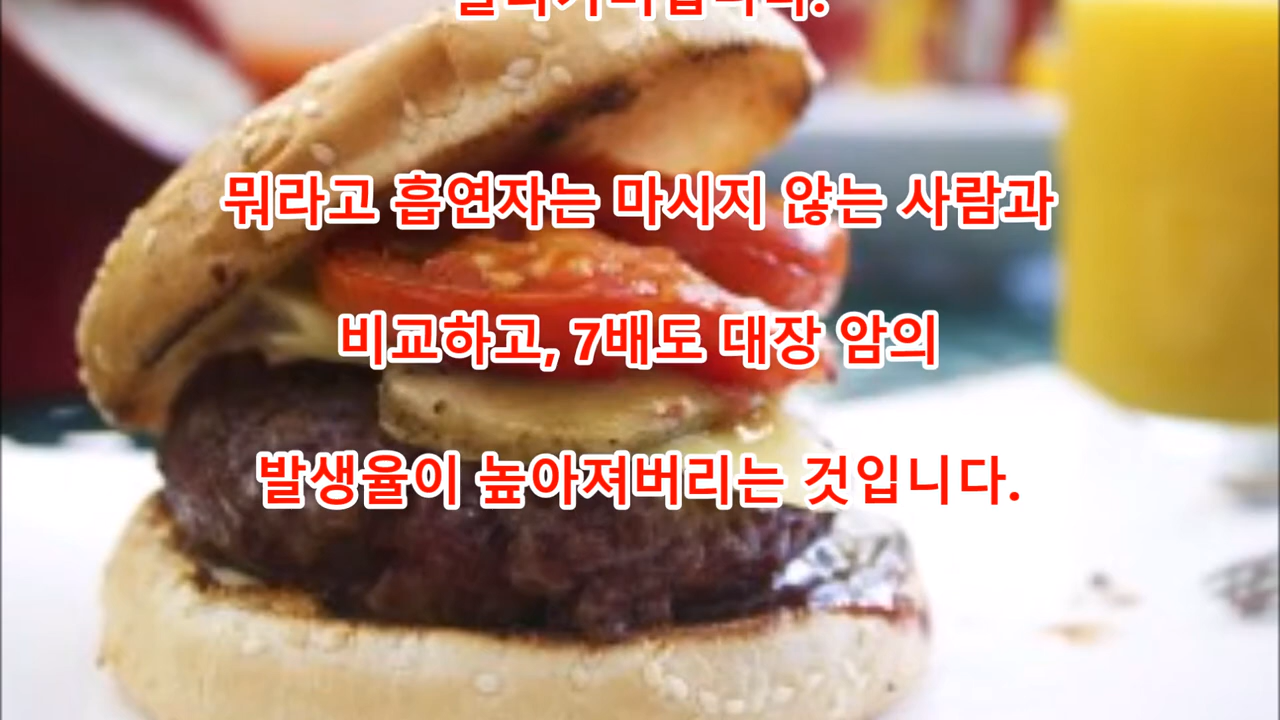 뭐라고 흡연자는 마시지 않는 사람과
비교하고, 7배도 대장 암의
발생율이 높아져버리는 것입니다.